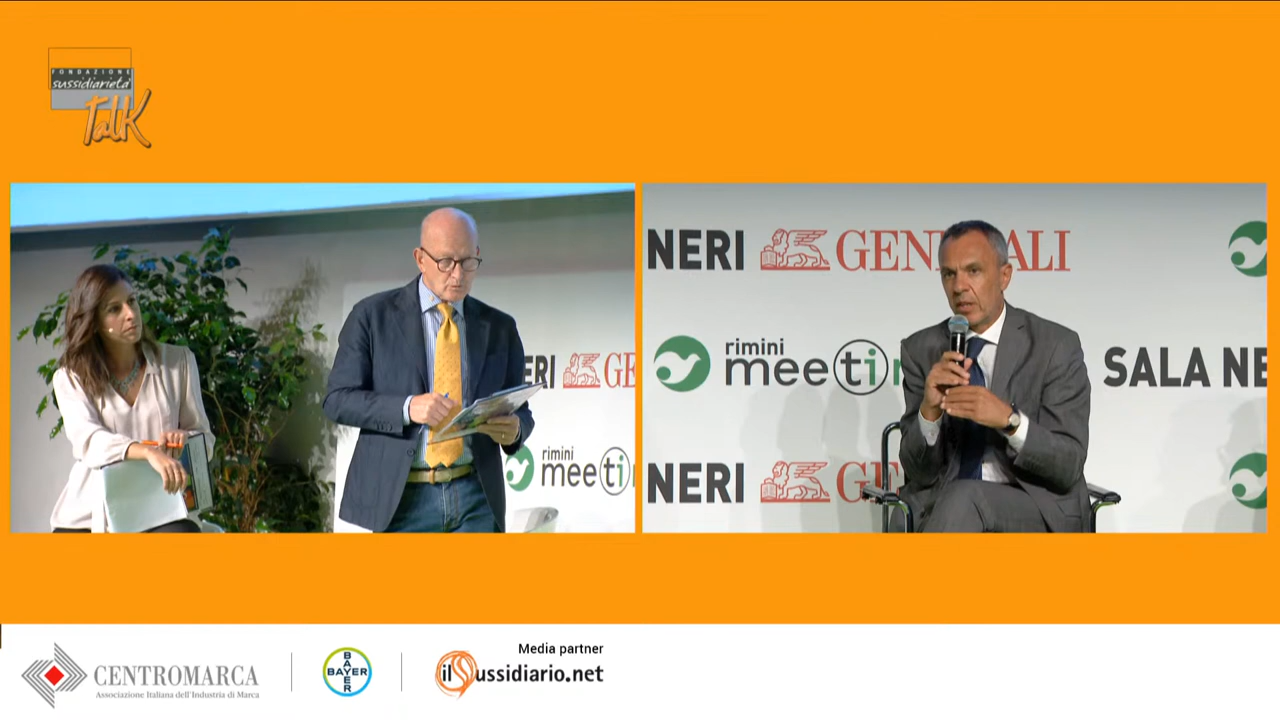 FONDAZIONE
sussidiarietà
Talk
NERI GENERALI
rimini
meeti
SALA NE
NERI GE
ERI GE
rimini
meeti
CENTROMARCA
Associazione Italiana dell'Industria di Marca
BAYER
BAYER
Media partner
ilSussidiario.net